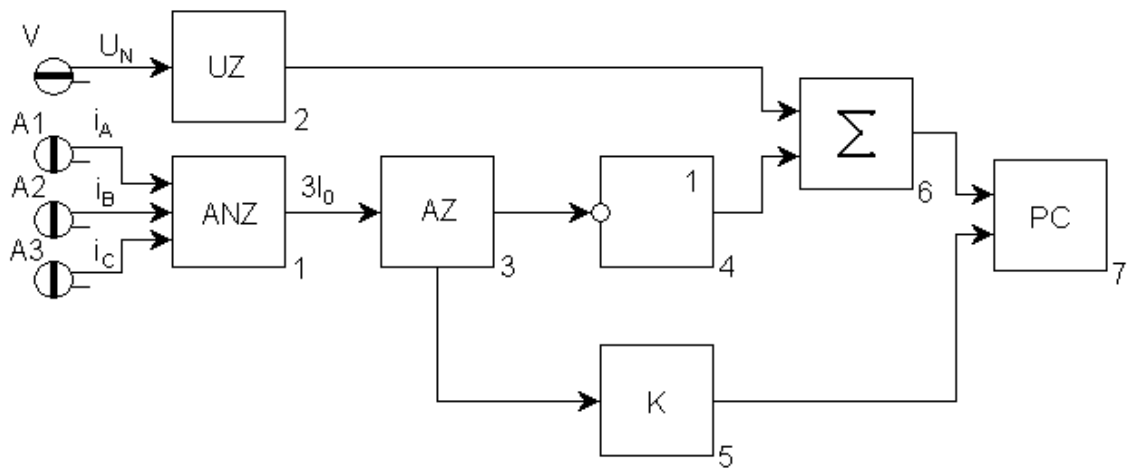 V
U_N
UZ
2
A1
i_A
A2
i_B
A3
i_C
ANZ
1
3I_0
AZ
3
1
4
K
5
Σ
6
PC
7